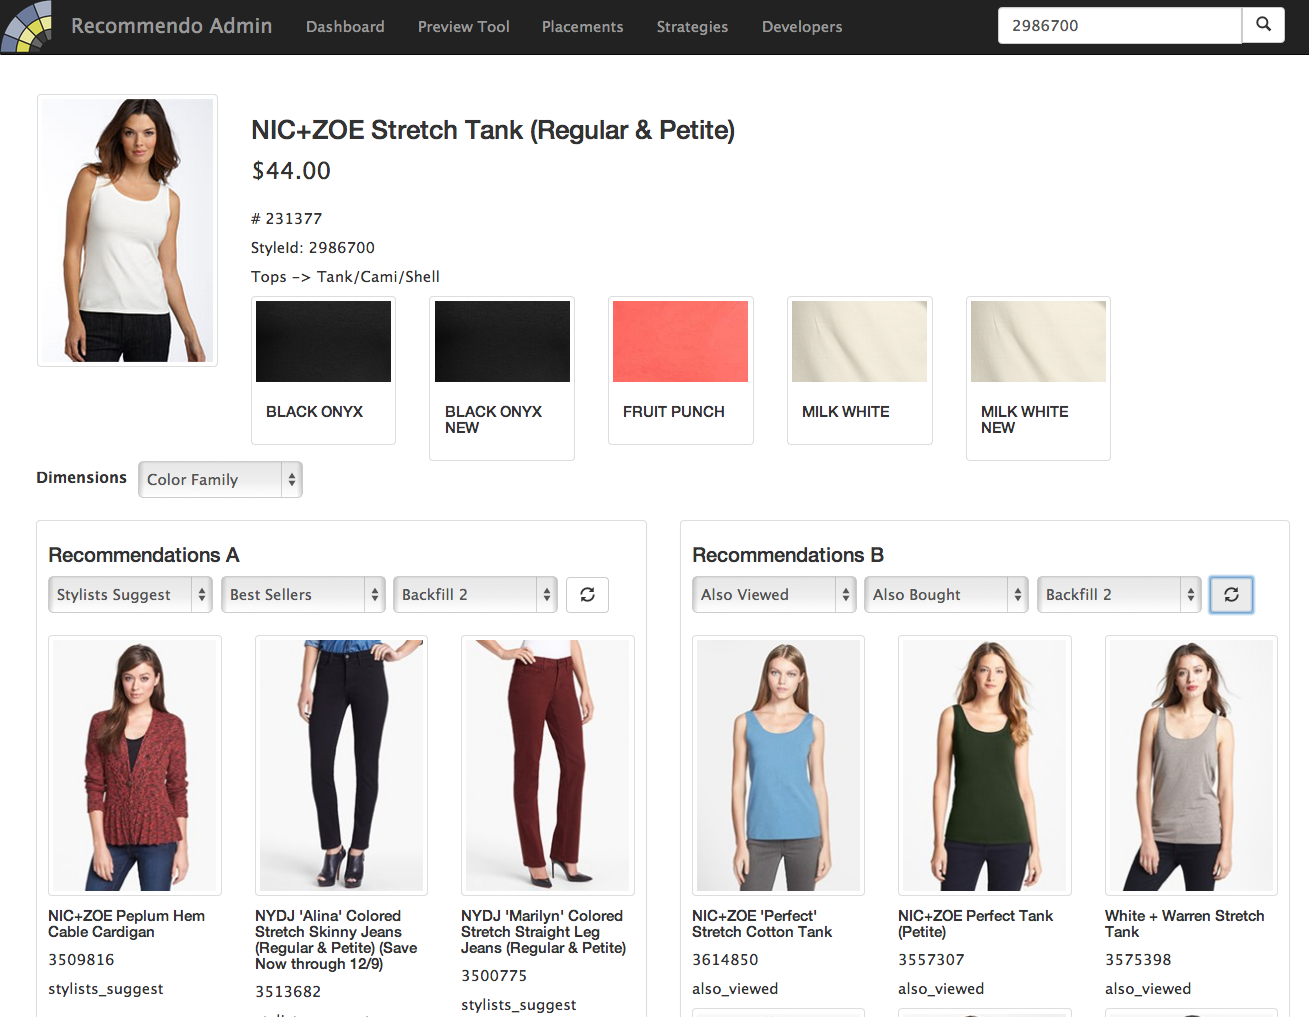 Recommendo Admin
Dashboard
Preview Tool
Placements
Strategies
Developers
2986700
NIC+ZOE Stretch Tank (Regular & Petite)
$44.00
# 231377
StyleId: 2986700
Tops -> Tank/Cami/Shell
BLACK ONYX
BLACK ONYX
NEW
FRUIT PUNCH
MILK WHITE
MILK WHITE
NEW
Dimensions
Color Family
Recommendations A
Stylists Suggest
Best Sellers
Backfill 2
NIC+ZOE Peplum Hem
Cable Cardigan
3509816
stylists_suggest
NYDJ 'Alina' Colored
Stretch Skinny Jeans
(Regular & Petite) (Save
Now through 12/9)
3513682
NYDJ 'Marilyn' Colored
Stretch Straight Leg
Jeans (Regular & Petite)
3500775
stylists_suggest
Recommendations B
Also Viewed
Also Bought
Backfill 2
NIC+ZOE 'Perfect'
Stretch Cotton Tank
3614850
also_viewed
NIC+ZOE Perfect Tank
(Petite)
3557307
also_viewed
White + Warren Stretch
Tank
3575398
also_viewed